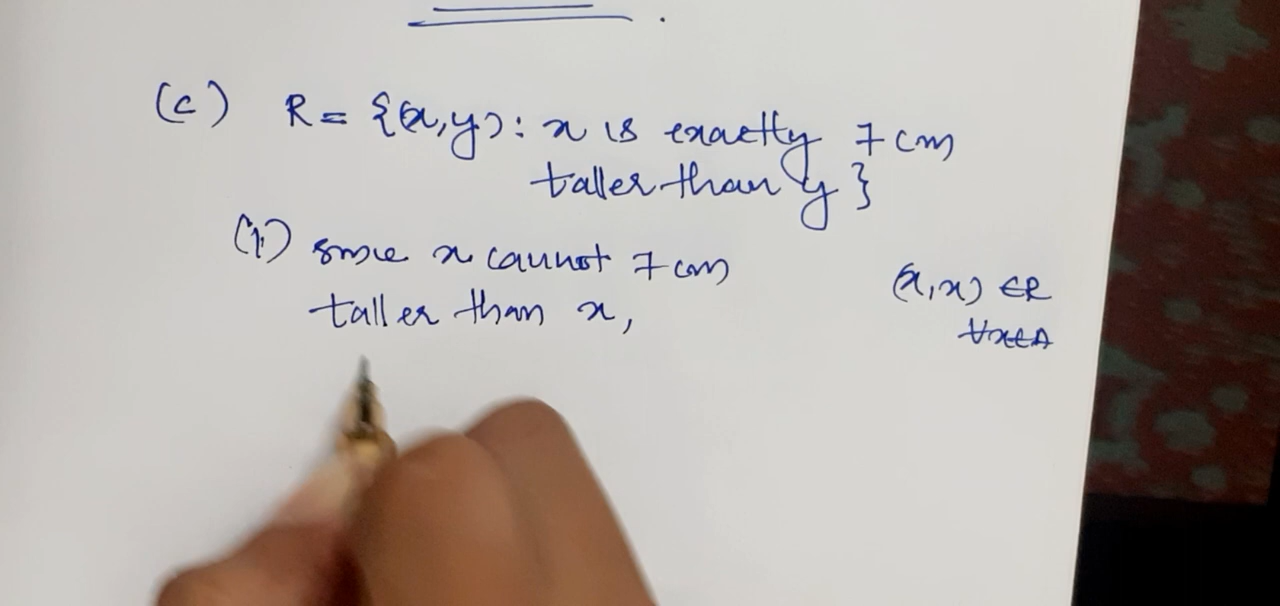 (c) R = {(x,y): x is exactly 7 cm
taller than y}
(i) since x cannot 7 cm
taller than x,
(x,x) ∈R
∀x∈A